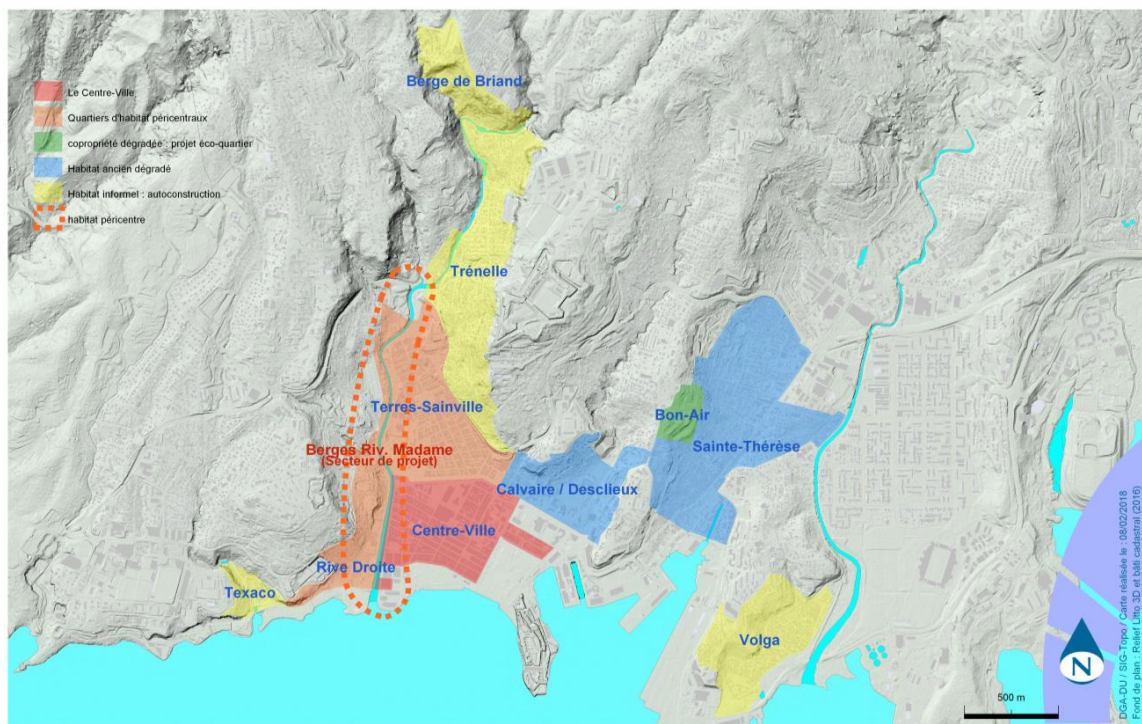 Le Centre-Ville
Quartiers d'habitat péricentraux
copropriété dégradée : projet éco-quartier
Habitat ancien dégradé
Habitat informel : autoconstruction
habitat péricentre
Berge de Briand
Trénelle
Terres-Sainville
Berges Riv. Madame
(Secteur de projet)
Bon-Air
Sainte-Thérèse
Calvaire / Desclieux
Centre-Ville
Rive Droite
Texaco
Volga
N
500 m
DGA-DU / SIG-Topo / Carte réalisée le : 08/02/2018
Fond de plan : Relief Litto 3D et bâti cadastral (2016)